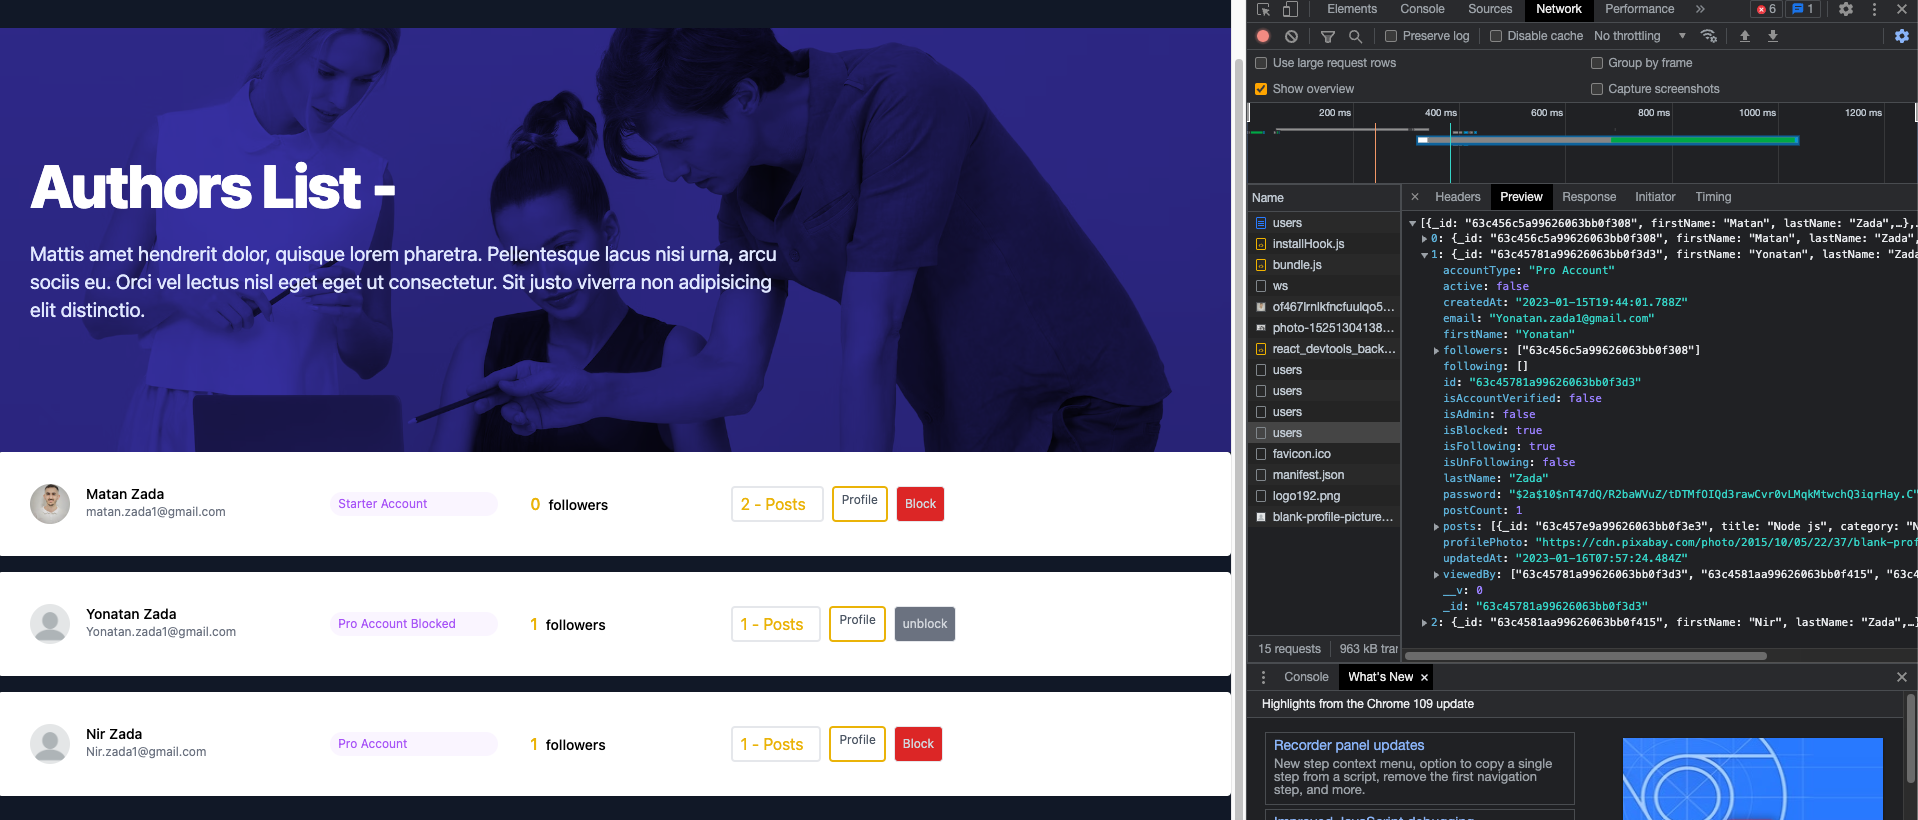 Authors List -
Mattis amet hendrerit dolor, quisque lorem pharetra. Pellentesque lacus nisi urna, arcu
sociis eu. Orci vel lectus nisl eget eget ut consectetur. Sit justo viverra non adipisicing
elit distinctio.
Matan Zada
matan.zada1@gmail.com
Starter Account
0 followers
2 - Posts
Profile
Block
Yonatan Zada
Yonatan.zada1@gmail.com
Pro Account Blocked
1 followers
1 - Posts
Profile
unblock
Nir Zada
Nir.zada1@gmail.com
Pro Account
1 followers
1 - Posts
Profile
Block
Elements Console Sources Network Performance » 6 1
Preserve log Disable cache No throttling
Use large request rows Group by frame
Show overview Capture screenshots
200 ms 400 ms 600 ms 800 ms 1000 ms 1200 ms
Name
users
installHook.js
bundle.js
ws
of467lrnlkfncfuulqo5...
photo-15251304138...
react_devtools_back...
users
users
users
users
favicon.ico
manifest.json
logo192.png
blank-profile-picture...
15 requests 963 kB trar
Headers Preview Response Initiator Timing
[{_id: "63c456c5a99626063bb0f308", firstName: "Matan", lastName: "Zada",…},
0: {_id: "63c456c5a99626063bb0f308", firstName: "Matan", lastName: "Zada",
1: {_id: "63c45781a99626063bb0f3d3", firstName: "Yonatan", lastName: "Zada
accountType: "Pro Account"
active: false
createdAt: "2023-01-15T19:44:01.788Z"
email: "Yonatan.zada1@gmail.com"
firstName: "Yonatan"
followers: ["63c456c5a99626063bb0f308"]
following: []
id: "63c45781a99626063bb0f3d3"
isAccountVerified: false
isAdmin: false
isBlocked: true
isFollowing: true
isUnFollowing: false
lastName: "Zada"
password: "$2a$10$nT47dQ/R2baWVuZ/tDTMfOIQd3rawCvr0vLMqkMtwchQ3iqrHay.C"
postCount: 1
posts: [{_id: "63c457e9a99626063bb0f3e3", title: "Node js", category: "N
profilePhoto: "https://cdn.pixabay.com/photo/2015/10/05/22/37/blank-prof
updatedAt: "2023-01-16T07:57:24.484Z"
viewedBy: ["63c45781a99626063bb0f3d3", "63c4581aa99626063bb0f415", "63c4
__v: 0
_id: "63c45781a99626063bb0f3d3"
2: {_id: "63c4581aa99626063bb0f415", firstName: "Nir", lastName: "Zada",…}
Console What's New
Highlights from the Chrome 109 update
Recorder panel updates
New step context menu, option to copy a single
step from a script, remove the first navigation
step, and more.
Improved JavaScript debugging